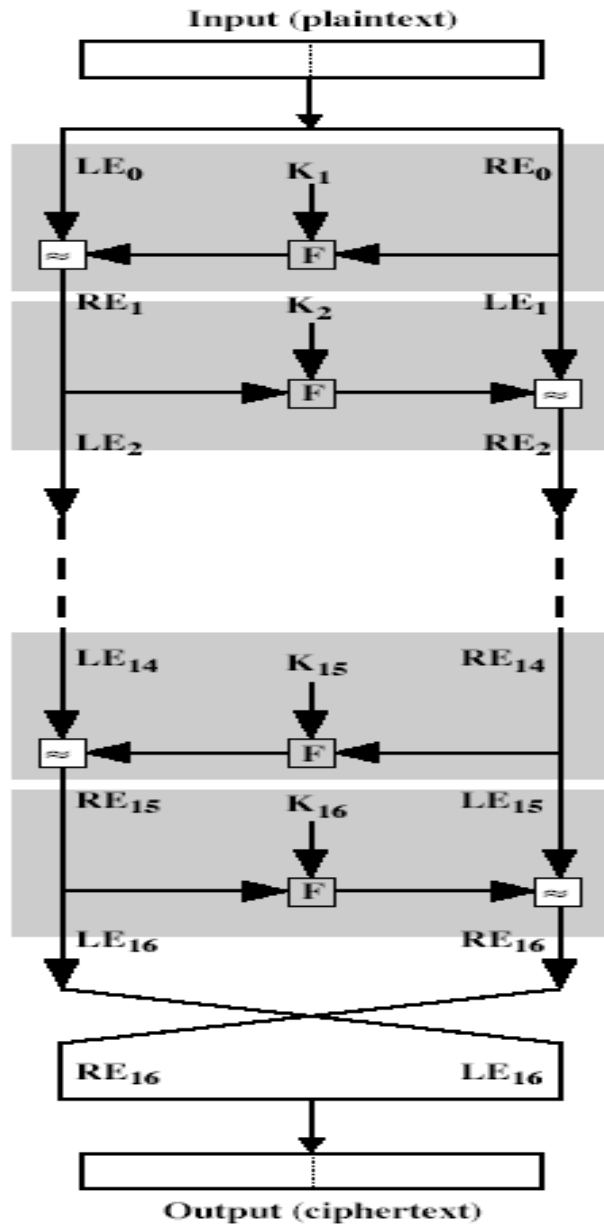 Input (plaintext)
LE₀ K₁ RE₀
≈ F
RE₁ K₂ LE₁
F ≈
LE₂ RE₂
LE₁₄ K₁₅ RE₁₄
≈ F
RE₁₅ K₁₆ LE₁₅
F ≈
LE₁₆ RE₁₆
RE₁₆ LE₁₆
Output (ciphertext)